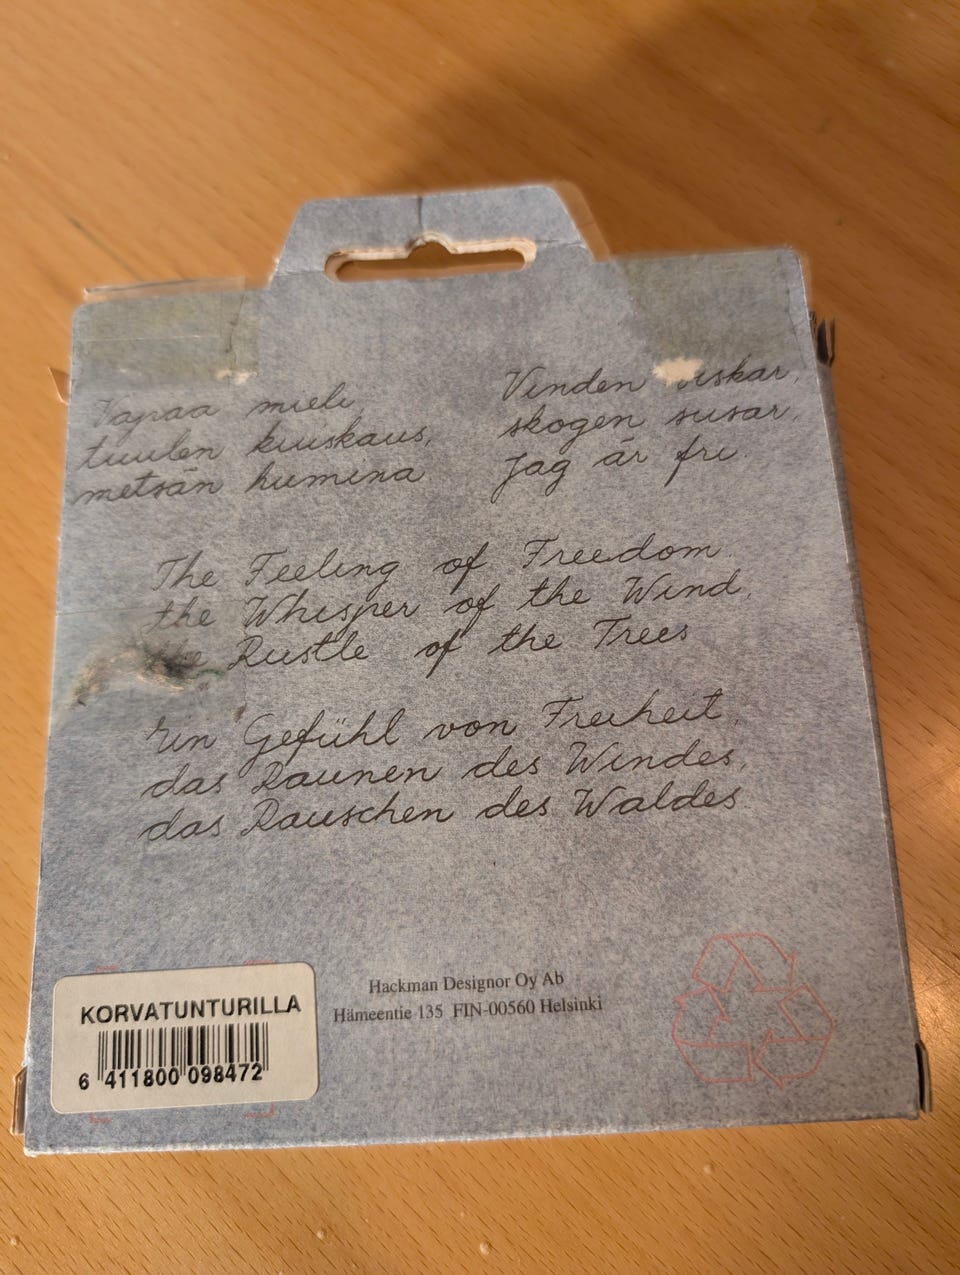 Vapaa mieli,
tuulen kuiskaus,
metsän humina
Vinden viskar,
skogen susar,
Jag är fri.
The Feeling of Freedom,
the Whisper of the Wind,
the Rustle of the Trees
Ein Gefühl von Freiheit,
das Raunen des Windes,
das Rauschen des Waldes.
Hackman Designor Oy Ab
Hämeentie 135 FIN-00560 Helsinki
KORVATUNTURILLA
6 411800 098472